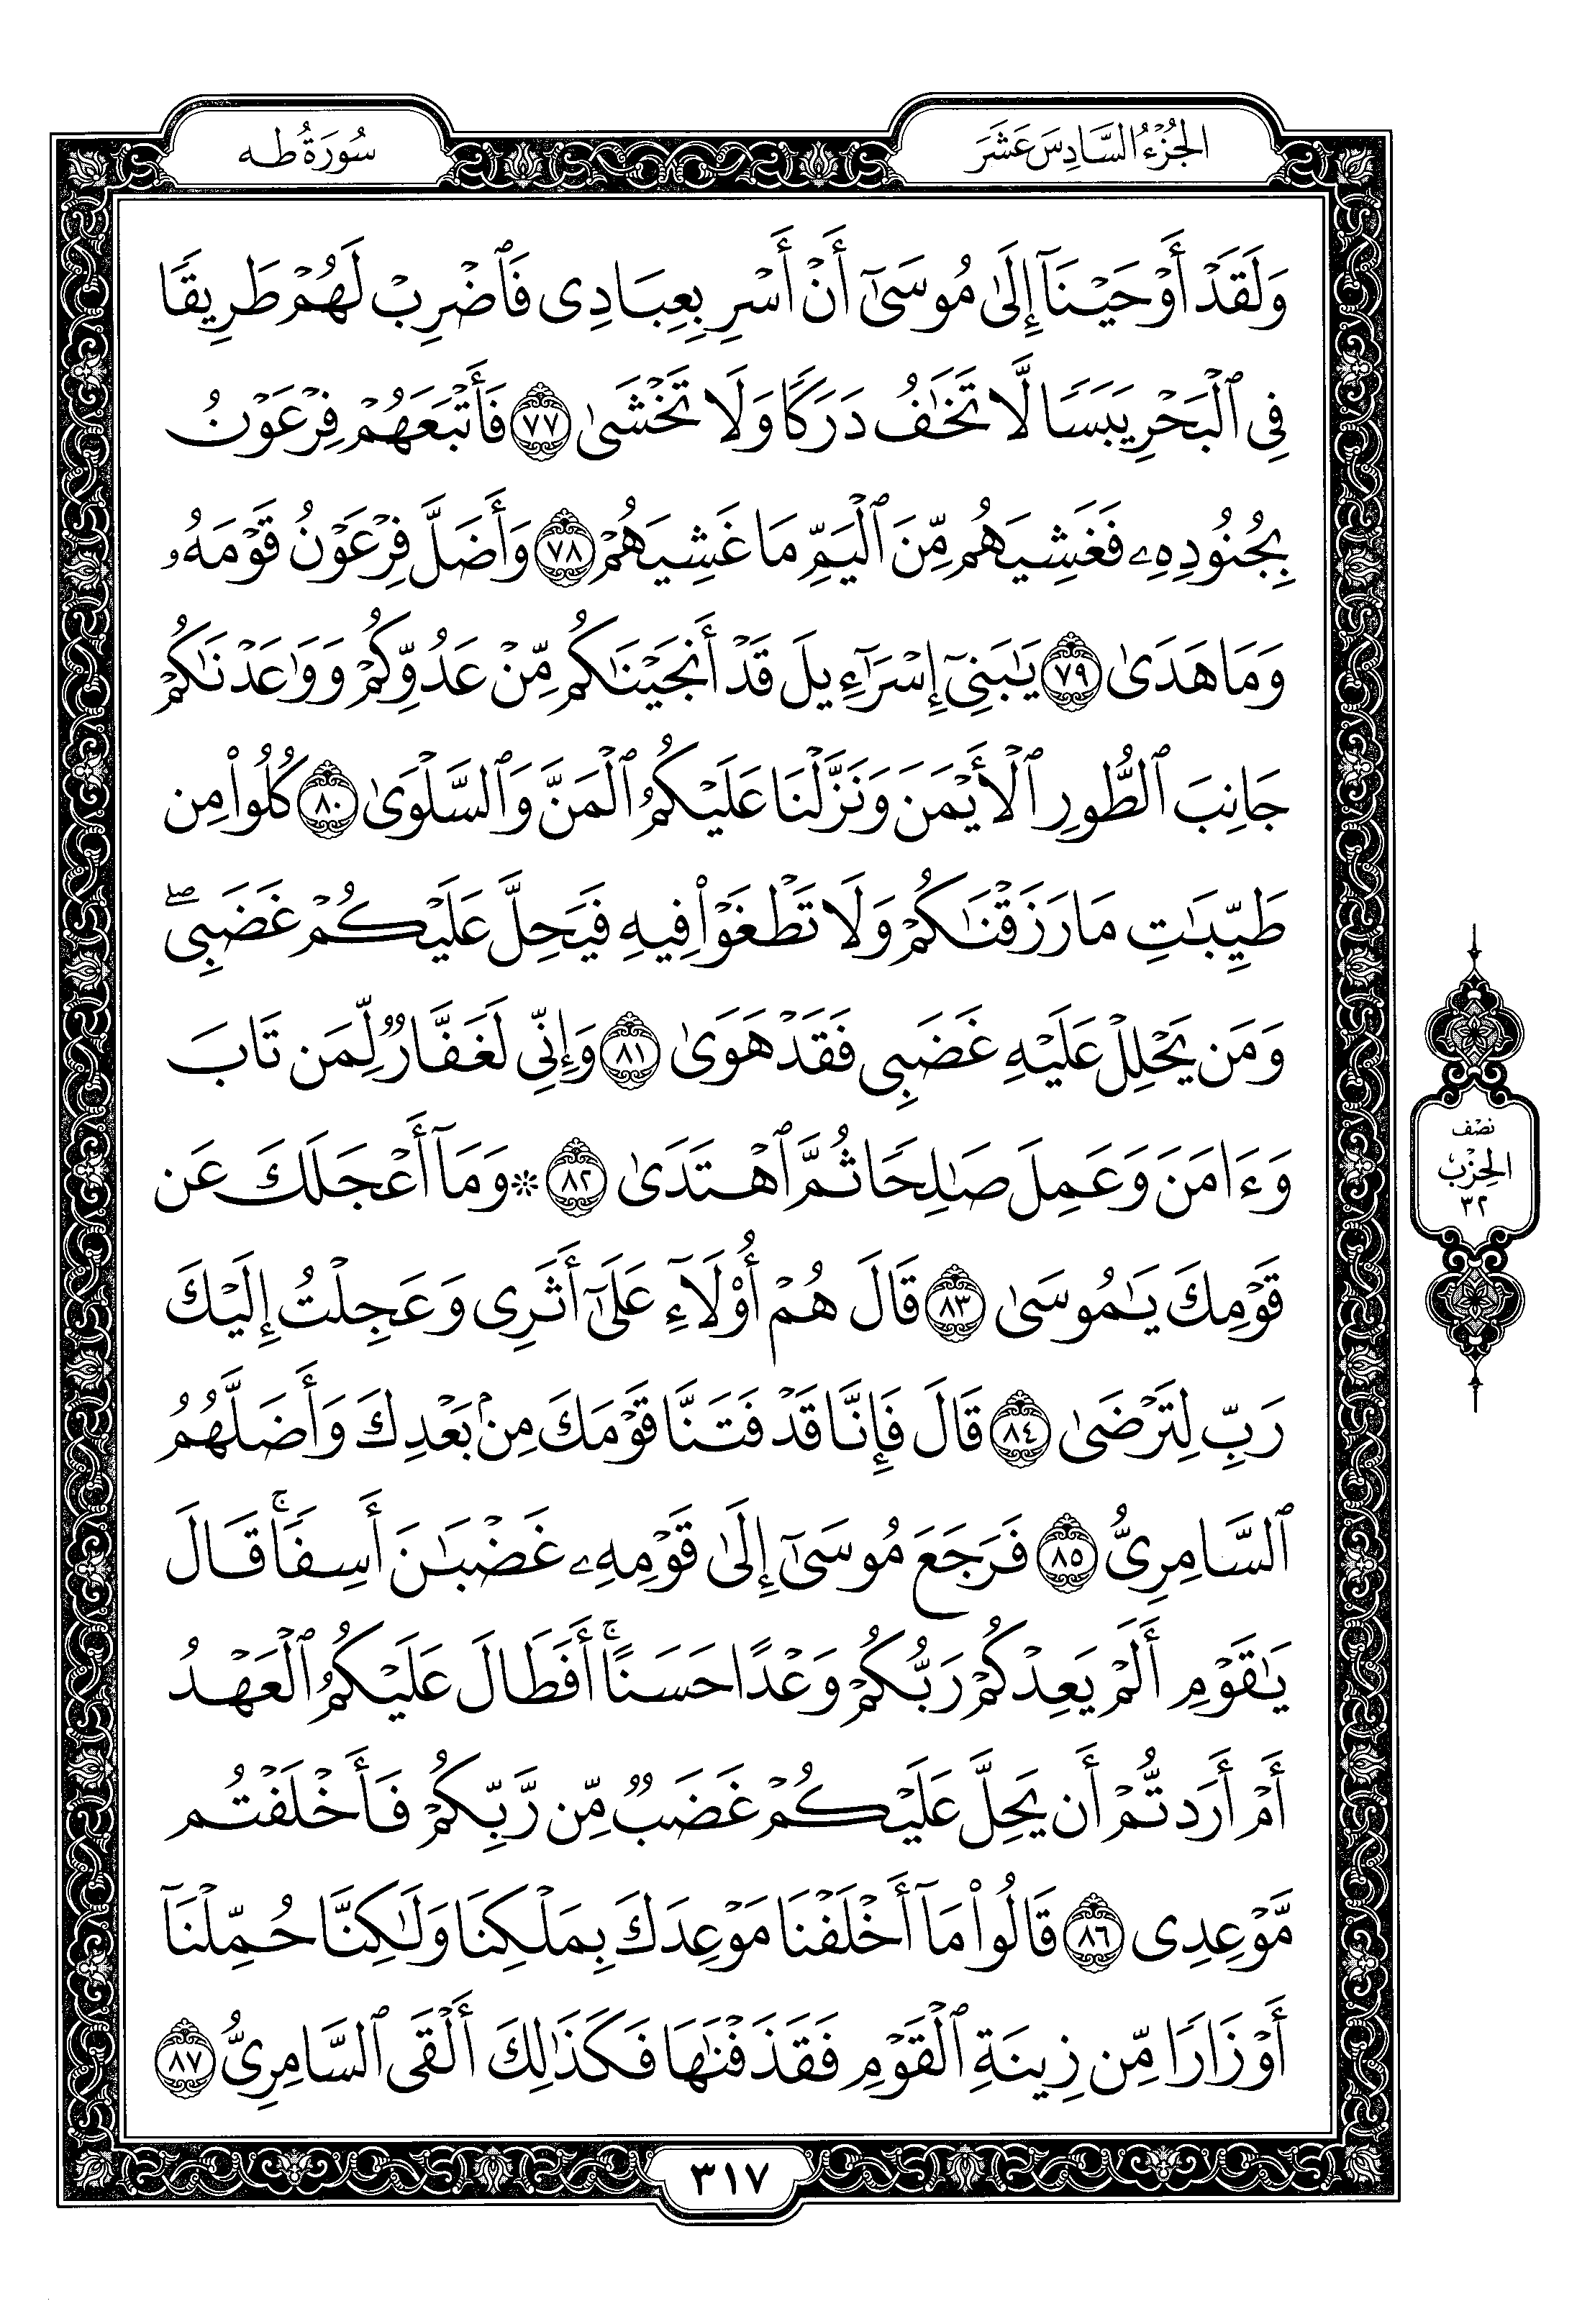 الجُزْءُ السَّادِسَ عَشَرَ
سُورَةُ طه
وَلَقَدْ أَوْحَيْنَآ إِلَىٰ مُوسَىٰٓ أَنْ أَسْرِ بِعِبَادِى فَٱضْرِبْ لَهُمْ طَرِيقًا
فِى ٱلْبَحْرِ يَبَسًا لَّا تَخَٰفُ دَرَكًا وَلَا تَخْشَىٰ ٧٧ فَأَتْبَعَهُمْ فِرْعَوْنُ
بِجُنُودِهِۦ فَغَشِيَهُم مِّنَ ٱلْيَمِّ مَا غَشِيَهُمْ ٧٨ وَأَضَلَّ فِرْعَوْنُ قَوْمَهُۥ
وَمَا هَدَىٰ ٧٩ يَٰبَنِىٓ إِسْرَٰٓءِيلَ قَدْ أَنجَيْنَٰكُم مِّنْ عَدُوِّكُمْ وَوَٰعَدْنَٰكُمْ
جَانِبَ ٱلطُّورِ ٱلْأَيْمَنَ وَنَزَّلْنَا عَلَيْكُمُ ٱلْمَنَّ وَٱلسَّلْوَىٰ ٨٠ كُلُوا۟ مِن
طَيِّبَٰتِ مَا رَزَقْنَٰكُمْ وَلَا تَطْغَوْا۟ فِيهِ فَيَحِلَّ عَلَيْكُمْ غَضَبِىۖ
وَمَن يَحْلِلْ عَلَيْهِ غَضَبِى فَقَدْ هَوَىٰ ٨١ وَإِنِّى لَغَفَّارٌ لِّمَن تَابَ
وَءَامَنَ وَعَمِلَ صَٰلِحًا ثُمَّ ٱهْتَدَىٰ ٨٢ * وَمَآ أَعْجَلَكَ عَن
قَوْمِكَ يَٰمُوسَىٰ ٨٣ قَالَ هُمْ أُو۟لَآءِ عَلَىٰٓ أَثَرِى وَعَجِلْتُ إِلَيْكَ
رَبِّ لِتَرْضَىٰ ٨٤ قَالَ فَإِنَّا قَدْ فَتَنَّا قَوْمَكَ مِنۢ بَعْدِكَ وَأَضَلَّهُمُ
ٱلسَّامِرِىُّ ٨٥ فَرَجَعَ مُوسَىٰٓ إِلَىٰ قَوْمِهِۦ غَضْبَٰنَ أَسِفًاۚ قَالَ
يَٰقَوْمِ أَلَمْ يَعِدْكُمْ رَبُّكُمْ وَعْدًا حَسَنًاۚ أَفَطَالَ عَلَيْكُمُ ٱلْعَهْدُ
أَمْ أَرَدتُّمْ أَن يَحِلَّ عَلَيْكُمْ غَضَبٌ مِّن رَّبِّكُمْ فَأَخْلَفْتُم
مَّوْعِدِى ٨٦ قَالُوا۟ مَآ أَخْلَفْنَا مَوْعِدَكَ بِمَلْكِنَا وَلَٰكِنَّا حُمِّلْنَآ
أَوْزَارًا مِّن زِينَةِ ٱلْقَوْمِ فَقَذَفْنَٰهَا فَكَذَٰلِكَ أَلْقَى ٱلسَّامِرِىُّ ٨٧
نصْف
الحِزْب
٣٢
٣١٧